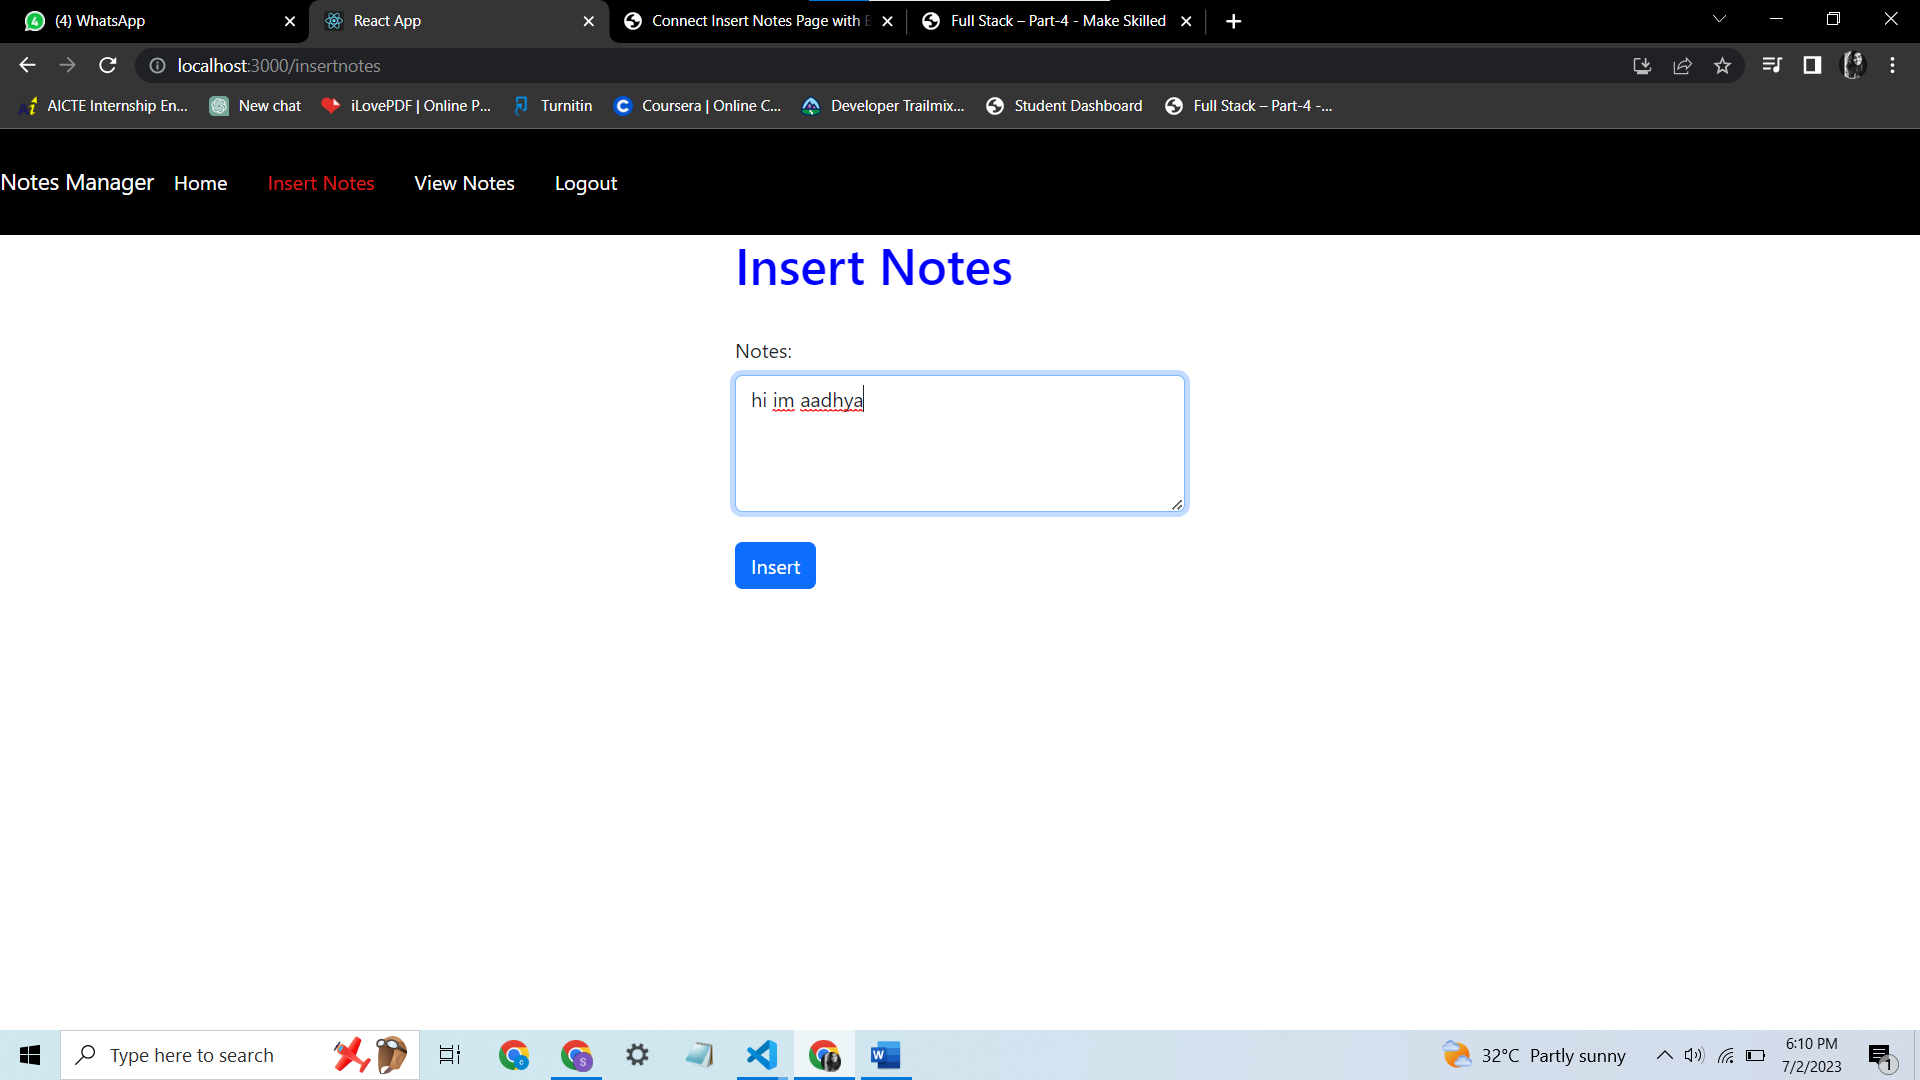 (4) WhatsApp
React App
Connect Insert Notes Page with
Full Stack – Part-4 - Make Skilled
localhost:3000/insertnotes
AICTE Internship En...
New chat
iLovePDF | Online P...
Turnitin
Coursera | Online C...
Developer Trailmix...
Student Dashboard
Full Stack – Part-4 -...
Notes Manager Home Insert Notes View Notes Logout
Insert Notes
Notes:
hi im aadhya
Insert
Type here to search
32°C Partly sunny
6:10 PM
7/2/2023
1